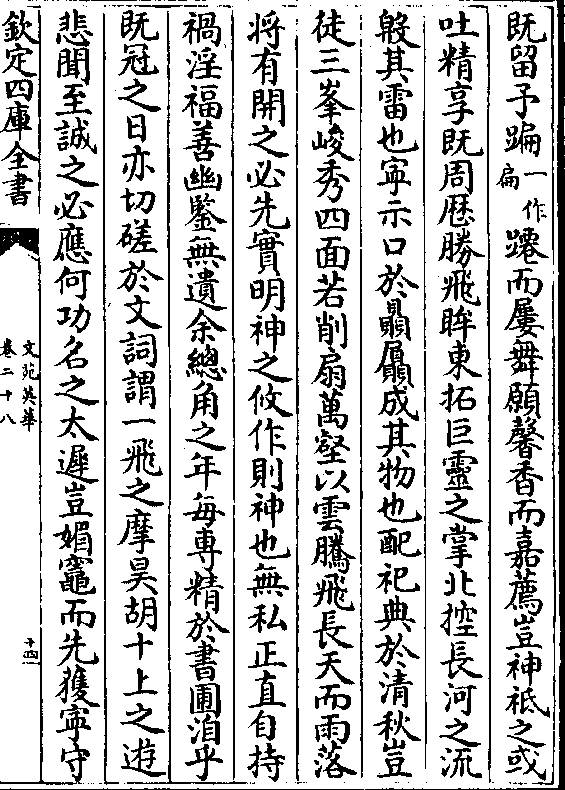 既留予蹁一作扁蹮而屢舞願馨香而嘉薦豈神祇之或
吐精享既周厯勝飛眸東拓巨靈之掌北控長河之流
殷其雷也寜示口於贔屭成其物也配祀典於清秋豈
徒三峯峻秀四面若削扇萬壑以雲騰飛長天而雨落
将有開之必先實明神之攸作則神也無私正直自持
禍淫福善幽鑒無遺余總角之年每専精於書圃洎乎
既冠之日亦切磋於文詞謂一飛之摩昊胡十上之遊
悲聞至誠之必應何功名之太遲豈媚竈而先獲寜守
欽定四庫全書
文苑英華
卷二十八
十四